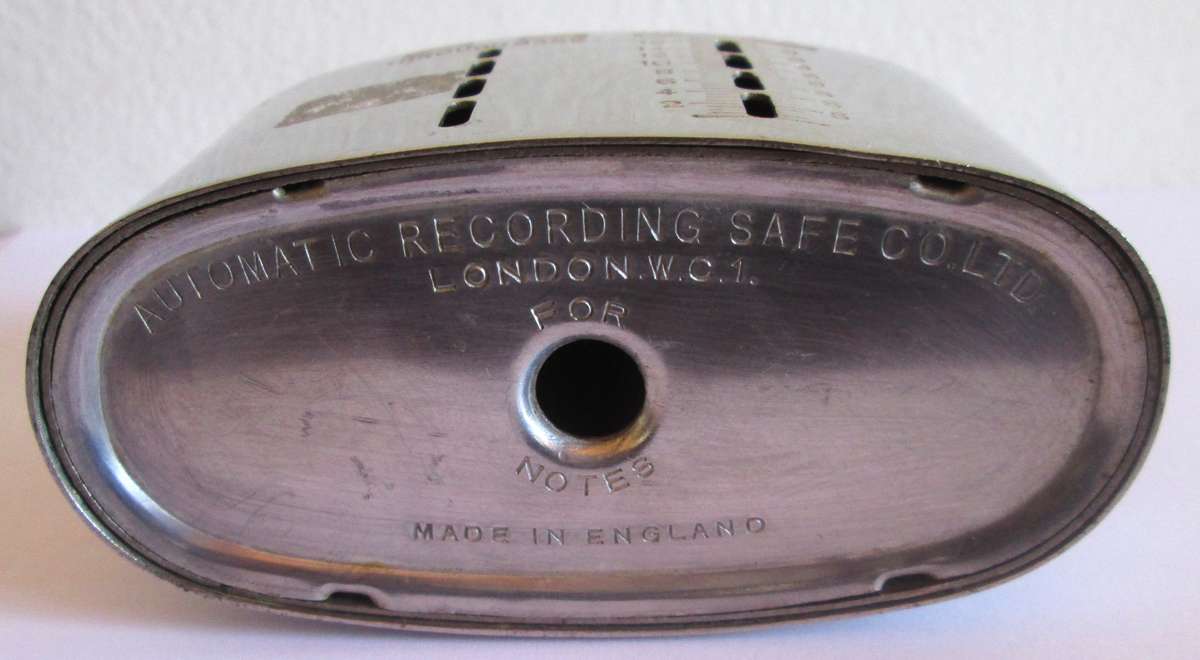 AUTOMATIC RECORDING SAFE CO. LTD.
LONDON. W.C.1.
FOR
NOTES
MADE IN ENGLAND